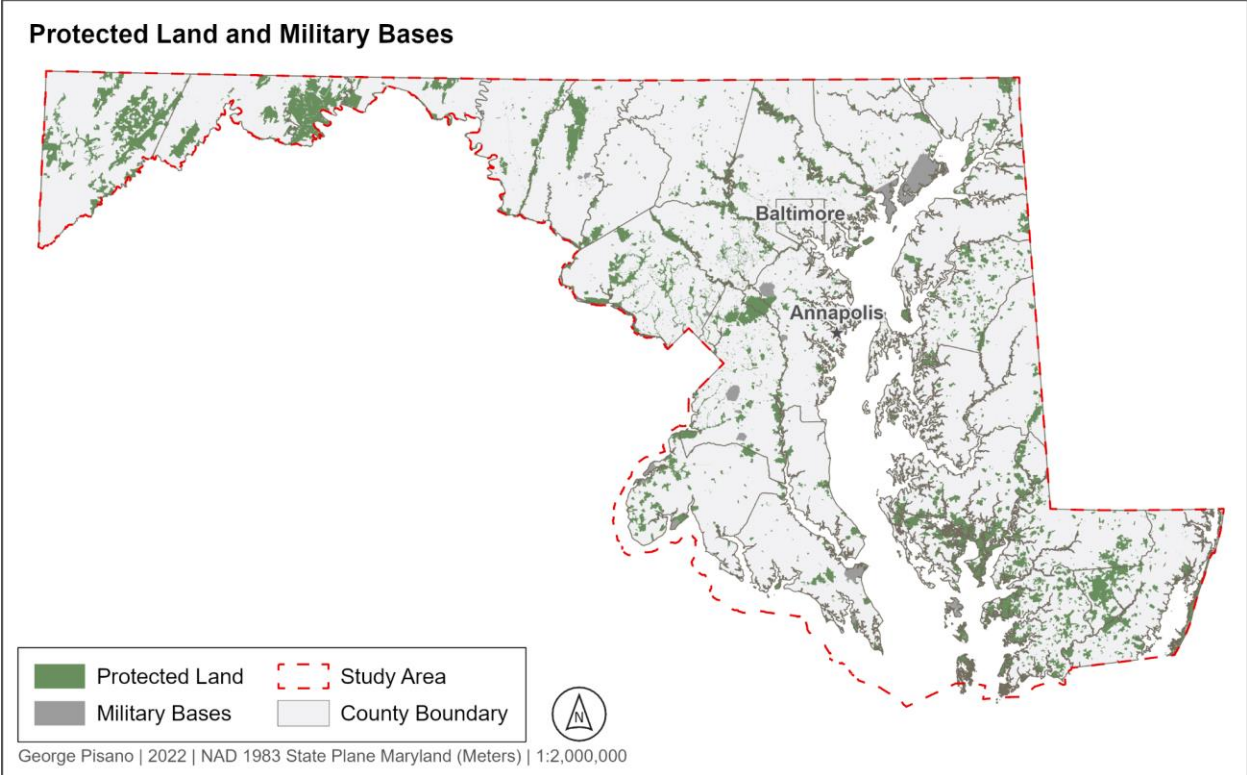 Protected Land and Military Bases
Baltimore
Annapolis
Protected Land
Study Area
Military Bases
County Boundary
N
George Pisano | 2022 | NAD 1983 State Plane Maryland (Meters) | 1:2,000,000